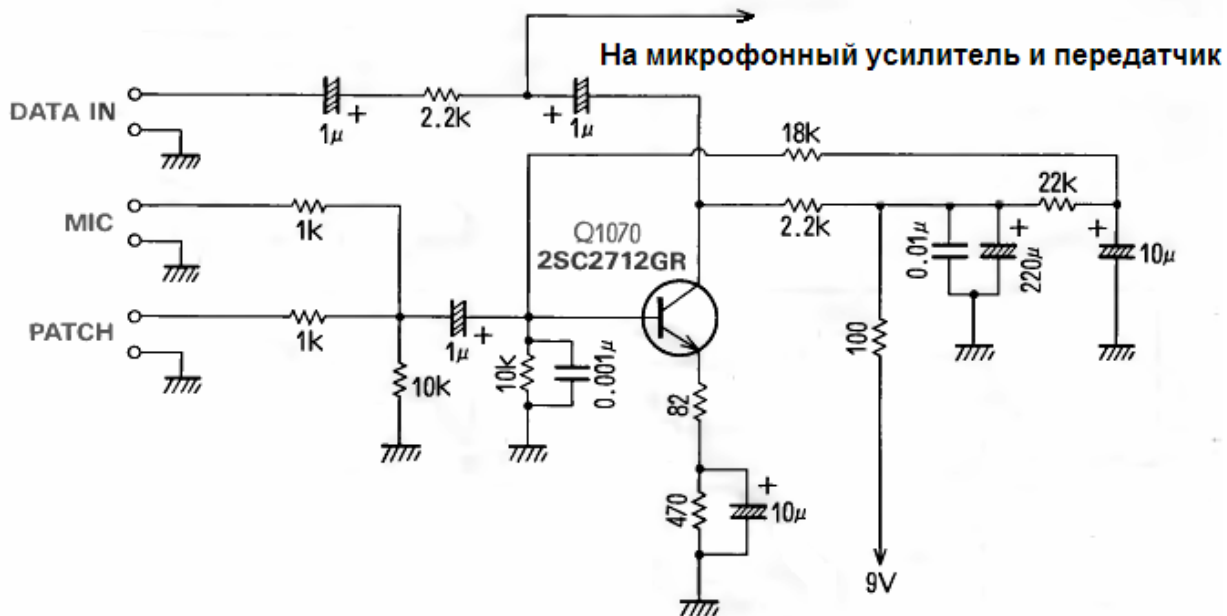 На микрофонный усилитель и передатчик
DATA IN
1μ
+
2.2k
+
1μ
18k
MIC
1k
Q1070
2SC2712GR
2.2k
22k
0.01μ
+
220μ
+
10μ
PATCH
1k
1μ
+
10k
10k
0.001μ
100
82
470
+
10μ
9V